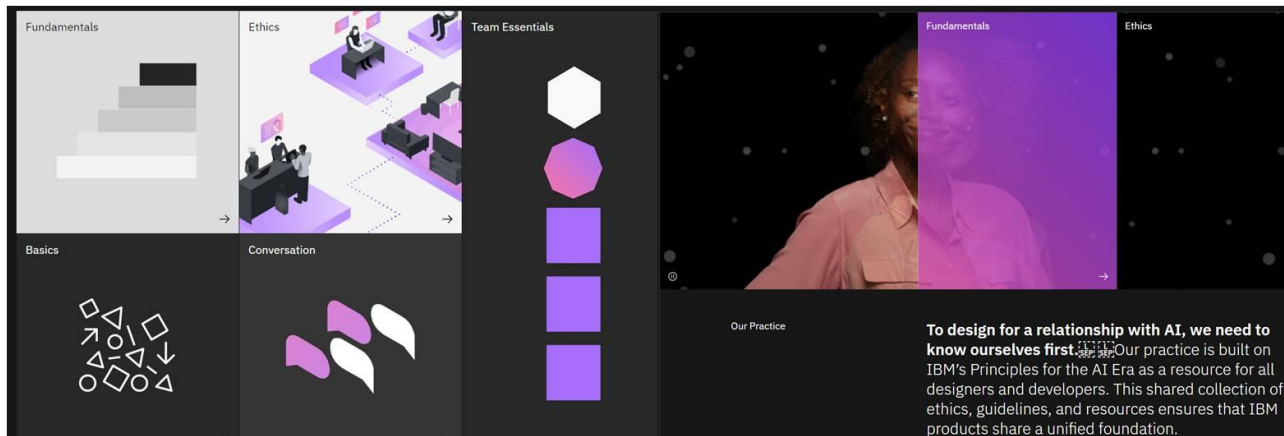 Fundamentals
Ethics
Team Essentials
Basics
Conversation
Fundamentals
Ethics
Our Practice
To design for a relationship with AI, we need to
know ourselves first.SEP SEP Our practice is built on
IBM's Principles for the AI Era as a resource for all
designers and developers. This shared collection of
ethics, guidelines, and resources ensures that IBM
products share a unified foundation.